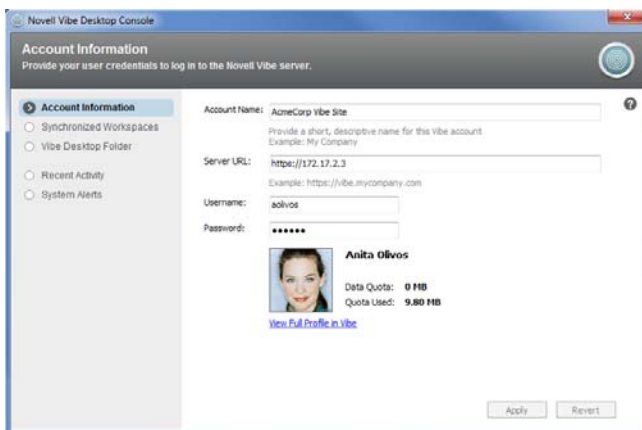 Novell Vibe Desktop Console
Account Information
Provide your user credentials to log in to the Novell Vibe server.
Account Information
Synchronized Workspaces
Vibe Desktop Folder
Recent Activity
System Alerts
Account Name: AcmeCorp Vibe Site
Provide a short, descriptive name for this Vibe account
Example: My Company
Server URL: https://172.17.2.3
Example: https://vibe.mycompany.com
Username: aolivos
Password: ••••••
Anita Olivos
Data Quota: 0 MB
Quota Used: 9.80 MB
View Full Profile in Vibe
Apply Revert